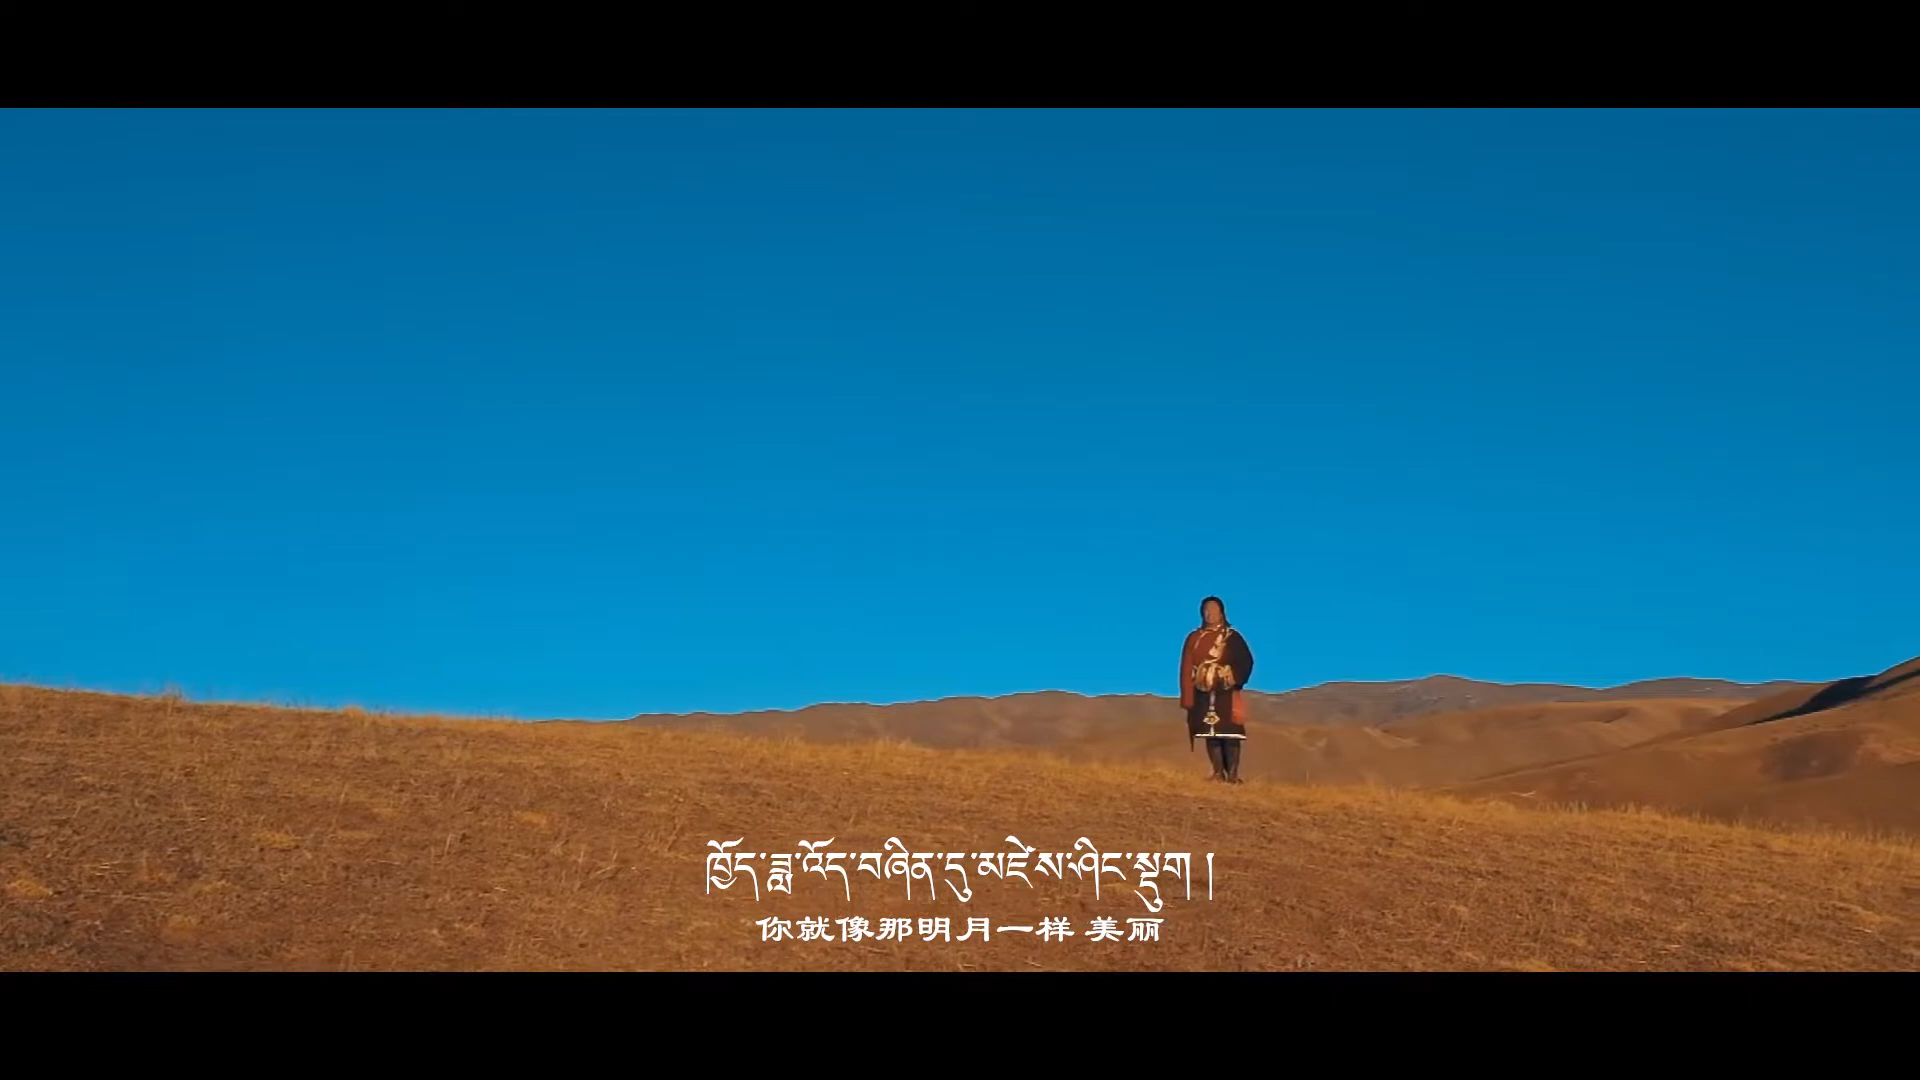 ཁྱོད་ཟླ་འོད་བཞིན་དུ་མཛེས་ཤིང་སྡུག །
你就像那明月一样 美丽